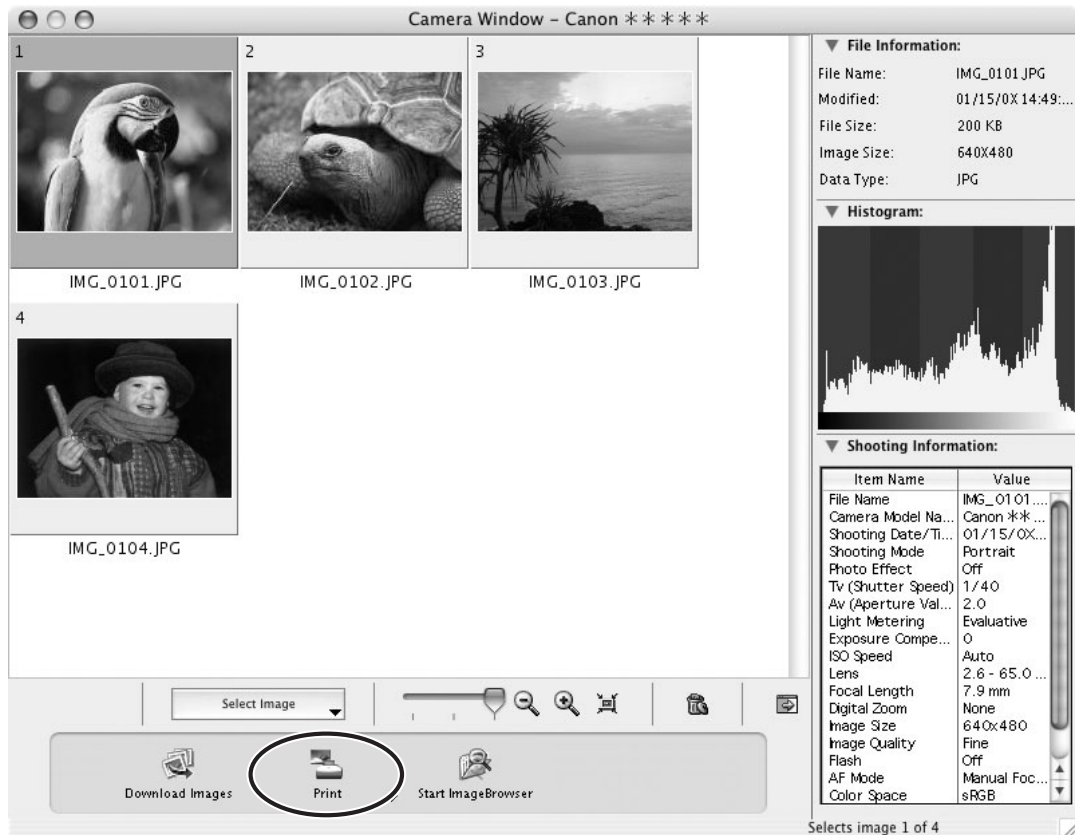 Camera Window – Canon ＊＊＊＊＊
1
2
3
IMG_0101.JPG
IMG_0102.JPG
IMG_0103.JPG
4
IMG_0104.JPG
Select Image
Download Images
Print
Start ImageBrowser
File Information:
File Name: IMG_0101.JPG
Modified: 01/15/0X 14:49:...
File Size: 200 KB
Image Size: 640X480
Data Type: JPG
Histogram:
Shooting Information:
Item Name Value
File Name IMG_0101....
Camera Model Na... Canon ＊＊ ...
Shooting Date/Ti... 01/15/0X...
Shooting Mode Portrait
Photo Effect Off
Tv (Shutter Speed) 1/40
Av (Aperture Val... 2.0
Light Metering Evaluative
Exposure Compe... 0
ISO Speed Auto
Lens 2.6 - 65.0 ...
Focal Length 7.9 mm
Digital Zoom None
Image Size 640x480
Image Quality Fine
Flash Off
AF Mode Manual Foc...
Color Space sRGB
Selects image 1 of 4